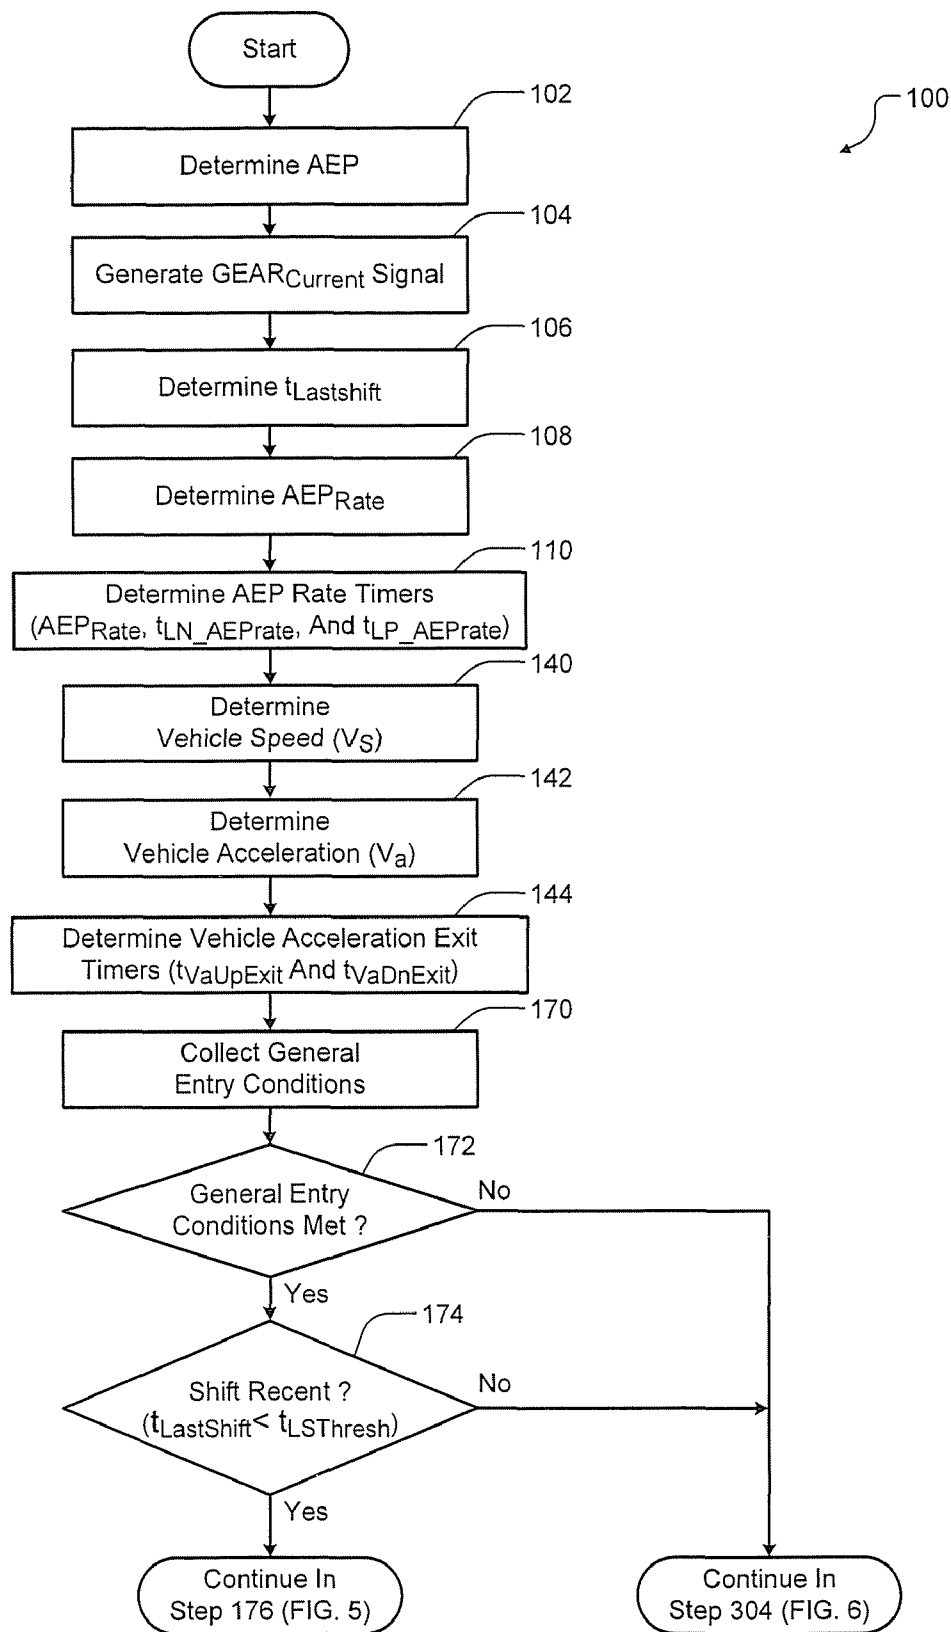 Start
100
102
Determine AEP
104
Generate GEARCurrent Signal
106
Determine tLastshift
108
Determine AEPRate
110
Determine AEP Rate Timers
(AEPRate, tLN_AEPrate, And tLP_AEPrate)
140
Determine
Vehicle Speed (VS)
142
Determine
Vehicle Acceleration (Va)
144
Determine Vehicle Acceleration Exit
Timers (tVaUpExit And tVaDnExit)
170
Collect General
Entry Conditions
172
General Entry
Conditions Met ?
No
Yes
174
Shift Recent ?
(tLastShift< tLSThresh)
No
Yes
Continue In
Step 176 (FIG. 5)
Continue In
Step 304 (FIG. 6)